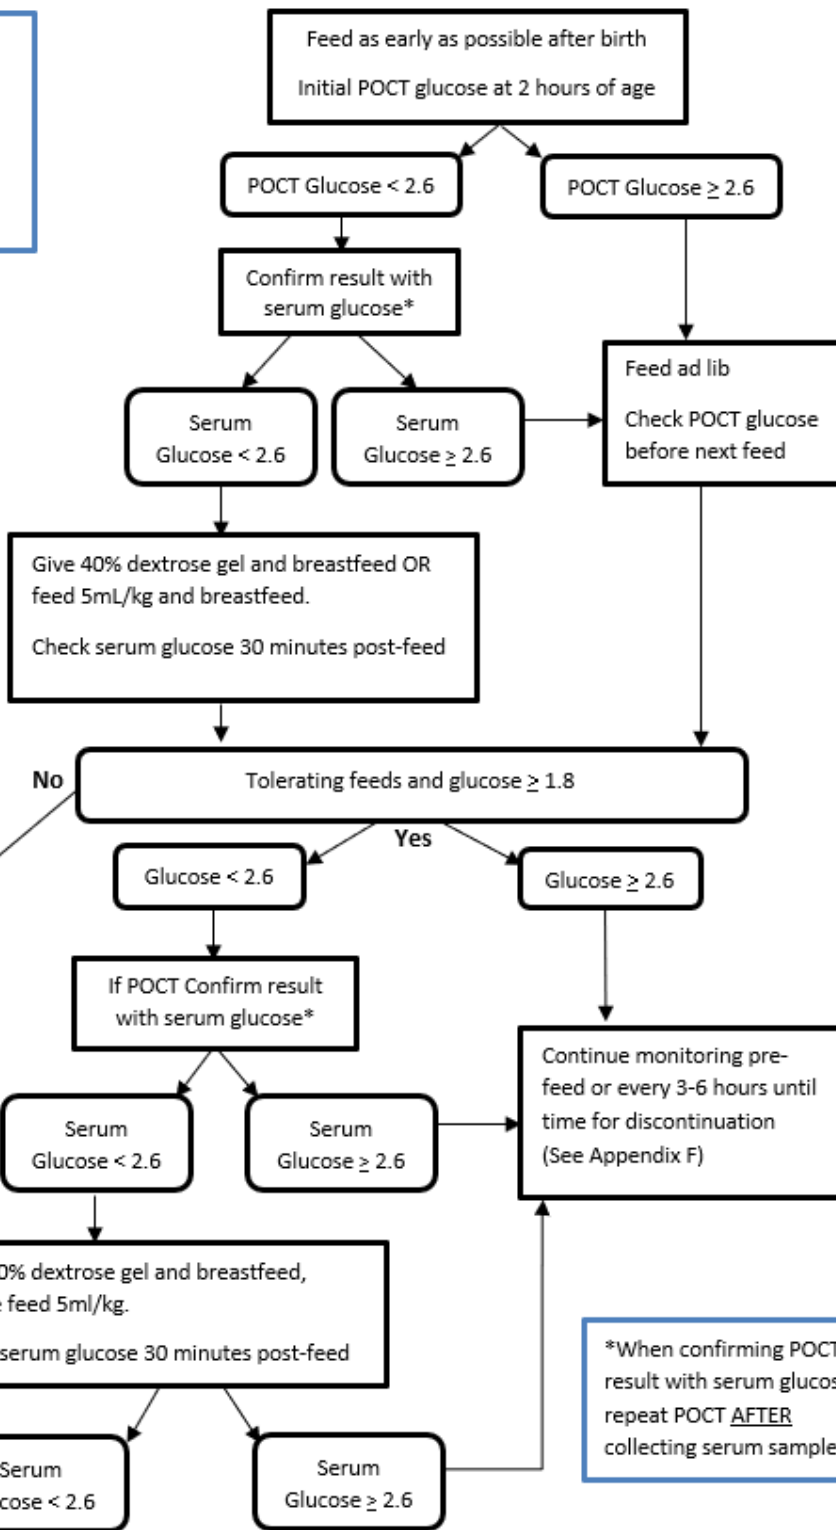 Feed as early as possible after birth
Initial POCT glucose at 2 hours of age
POCT Glucose < 2.6
POCT Glucose ≥ 2.6
Confirm result with
serum glucose*
Feed ad lib
Check POCT glucose
before next feed
Serum
Glucose < 2.6
Serum
Glucose ≥ 2.6
Give 40% dextrose gel and breastfeed OR
feed 5mL/kg and breastfeed.
Check serum glucose 30 minutes post-feed
No
Tolerating feeds and glucose ≥ 1.8
Yes
Glucose < 2.6
Glucose ≥ 2.6
If POCT Confirm result
with serum glucose*
Continue monitoring pre-
feed or every 3-6 hours until
time for discontinuation
(See Appendix F)
Serum
Glucose < 2.6
Serum
Glucose ≥ 2.6
0% dextrose gel and breastfeed,
feed 5ml/kg.
serum glucose 30 minutes post-feed
*When confirming POCT
result with serum glucos
repeat POCT AFTER
collecting serum sample
Serum
cose < 2.6
Serum
Glucose ≥ 2.6